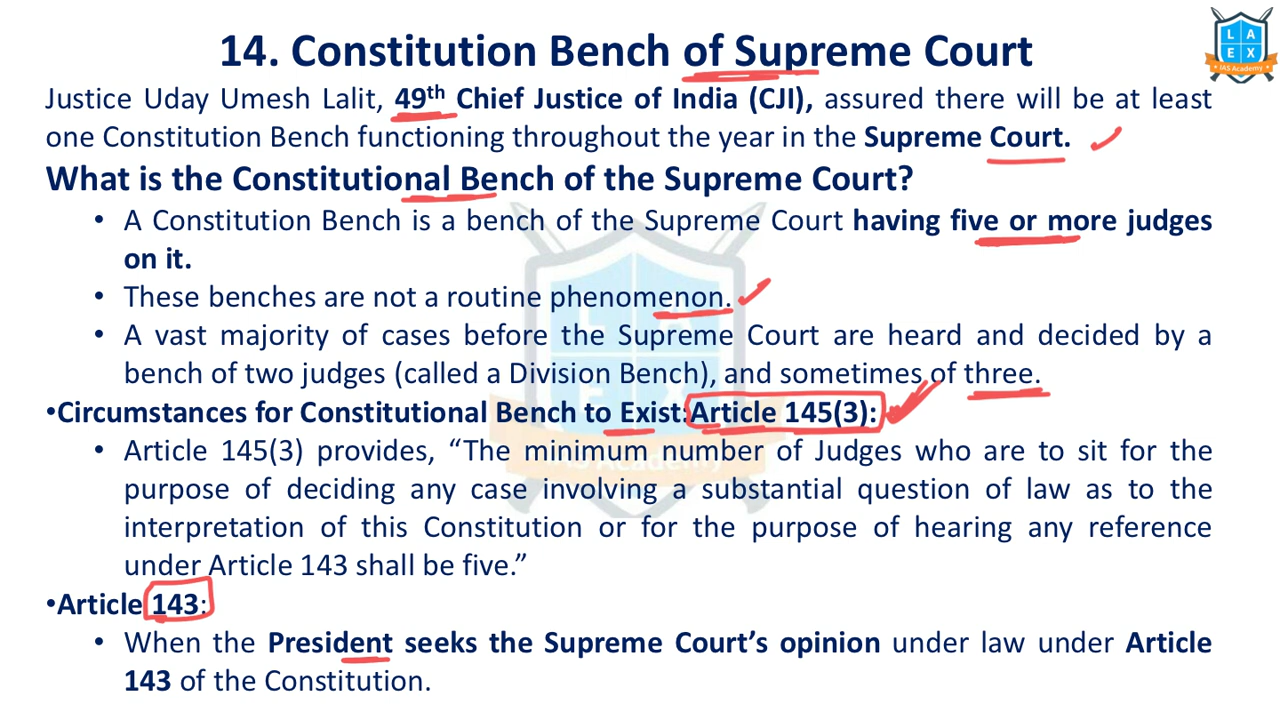 14. Constitution Bench of Supreme Court
L A
E X
IAS Academy
Justice Uday Umesh Lalit, 49th Chief Justice of India (CJI), assured there will be at least
one Constitution Bench functioning throughout the year in the Supreme Court.
What is the Constitutional Bench of the Supreme Court?
• A Constitution Bench is a bench of the Supreme Court having five or more judges
on it.
• These benches are not a routine phenomenon.
• A vast majority of cases before the Supreme Court are heard and decided by a
bench of two judges (called a Division Bench), and sometimes of three.
•Circumstances for Constitutional Bench to Exist:Article 145(3):
• Article 145(3) provides, “The minimum number of Judges who are to sit for the
purpose of deciding any case involving a substantial question of law as to the
interpretation of this Constitution or for the purpose of hearing any reference
under Article 143 shall be five.”
•Article 143:
• When the President seeks the Supreme Court’s opinion under law under Article
143 of the Constitution.
L A
E X
IAS Academy